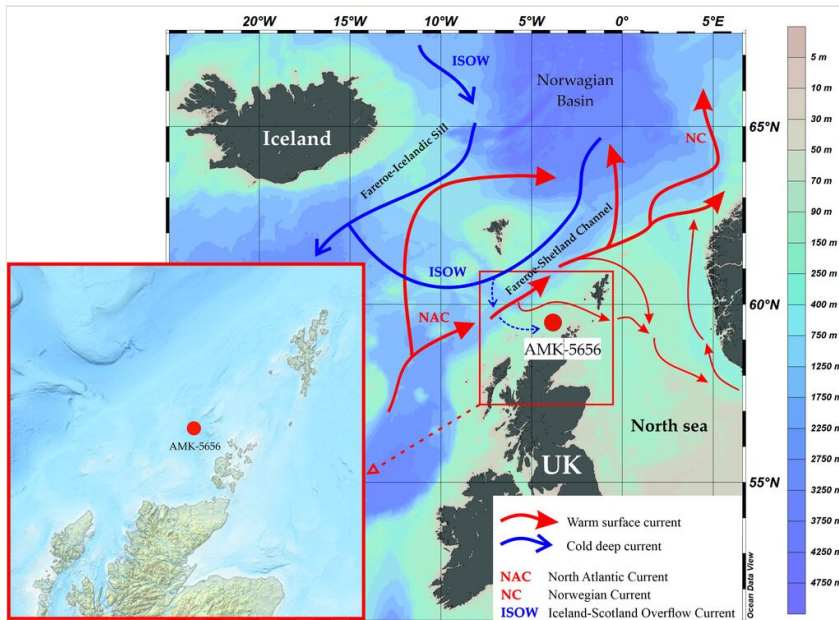 20°W 15°W 10°W 5°W 0°E 5°E
ISOW
Norwegian
Basin
Iceland
65°N
Fareroe-Icelandic Sill
NC
ISOW
Fareroe-Shetland Channel
60°N
NAC
AMK-5656
North sea
UK
55°N
AMK-5656
Warm surface current
Cold deep current
NAC North Atlantic Current
NC Norwegian Current
ISOW Iceland-Scotland Overflow Current
Ocean Data View
5 m
10 m
30 m
50 m
70 m
90 m
150 m
250 m
400 m
750 m
1250 m
1750 m
2250 m
2750 m
3250 m
3750 m
4250 m
4750 m